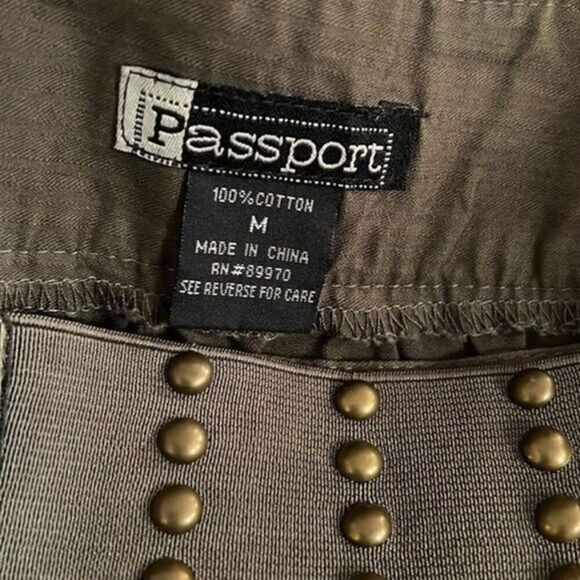 Passport
100% COTTON
M
MADE IN CHINA
RN#89970
SEE REVERSE FOR CARE